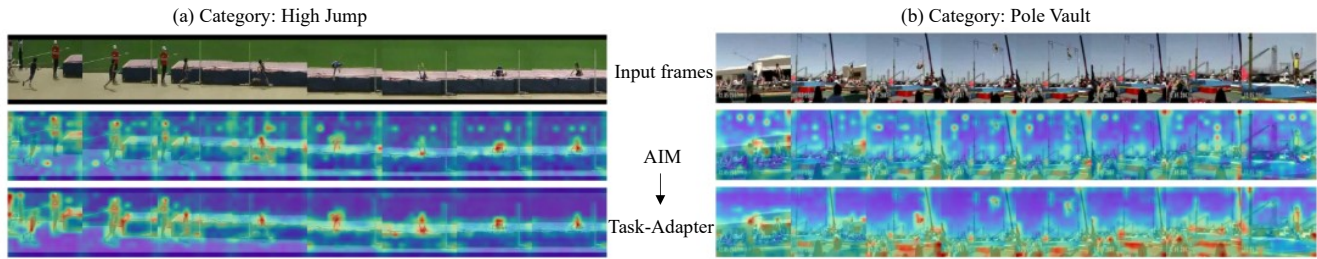 (a) Category: High Jump
(b) Category: Pole Vault
Input frames
AIM
Task-Adapter